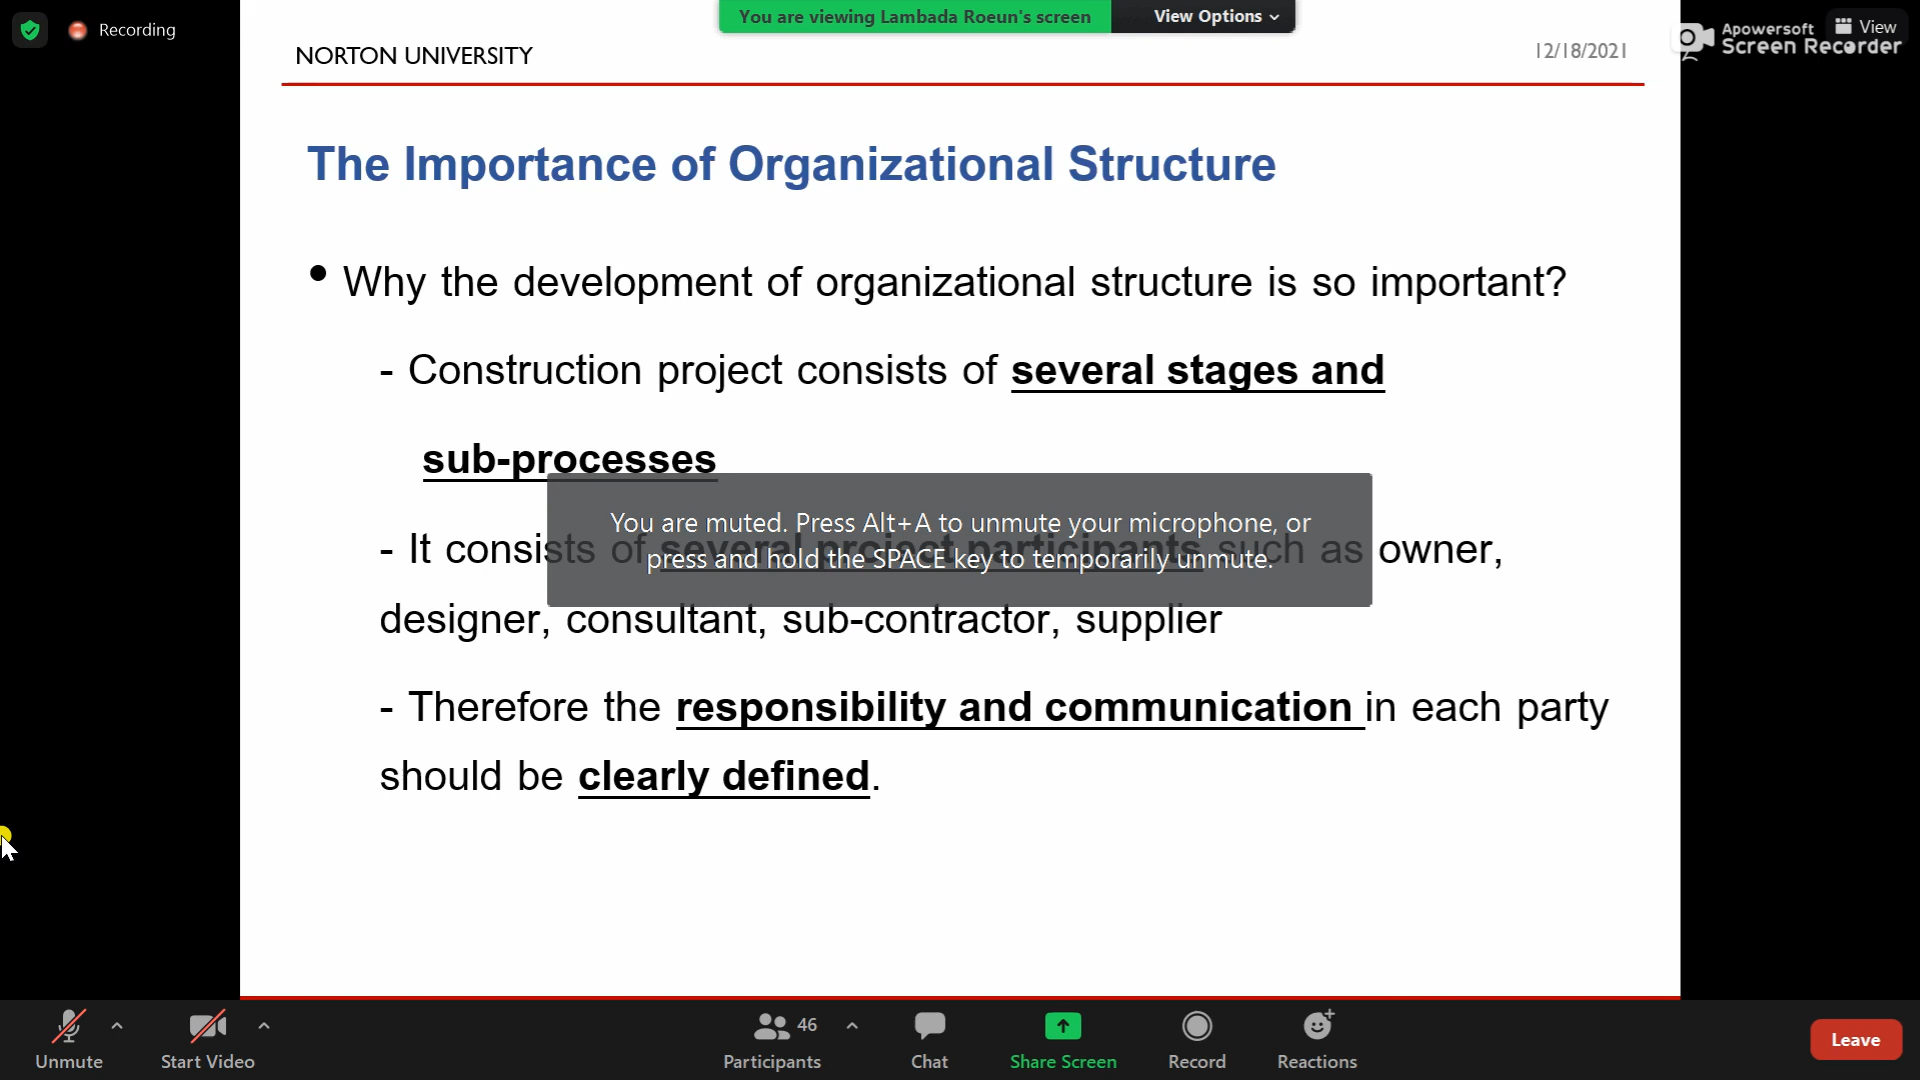 Recording
You are viewing Lambada Roeun's screen
View Options
Apowersoft
Screen Recorder
View
NORTON UNIVERSITY
12/18/2021
The Importance of Organizational Structure
• Why the development of organizational structure is so important?
- Construction project consists of several stages and
sub-processes
You are muted. Press Alt+A to unmute your microphone, or
press and hold the SPACE key to temporarily unmute.
- It consists of several project participants such as owner,
designer, consultant, sub-contractor, supplier
- Therefore the responsibility and communication in each party
should be clearly defined.
Unmute
Start Video
46
Participants
Chat
Share Screen
Record
Reactions
Leave